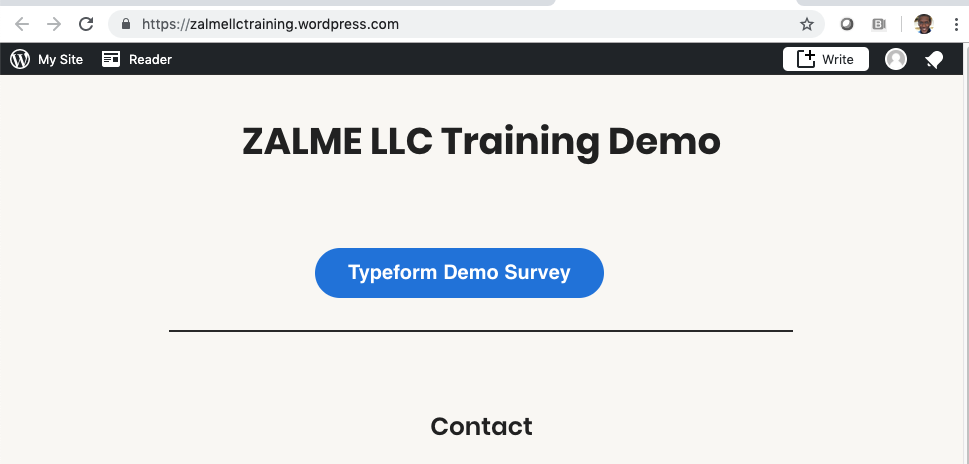 https://zalmellctraining.wordpress.com
My Site Reader Write
ZALME LLC Training Demo
Typeform Demo Survey
Contact